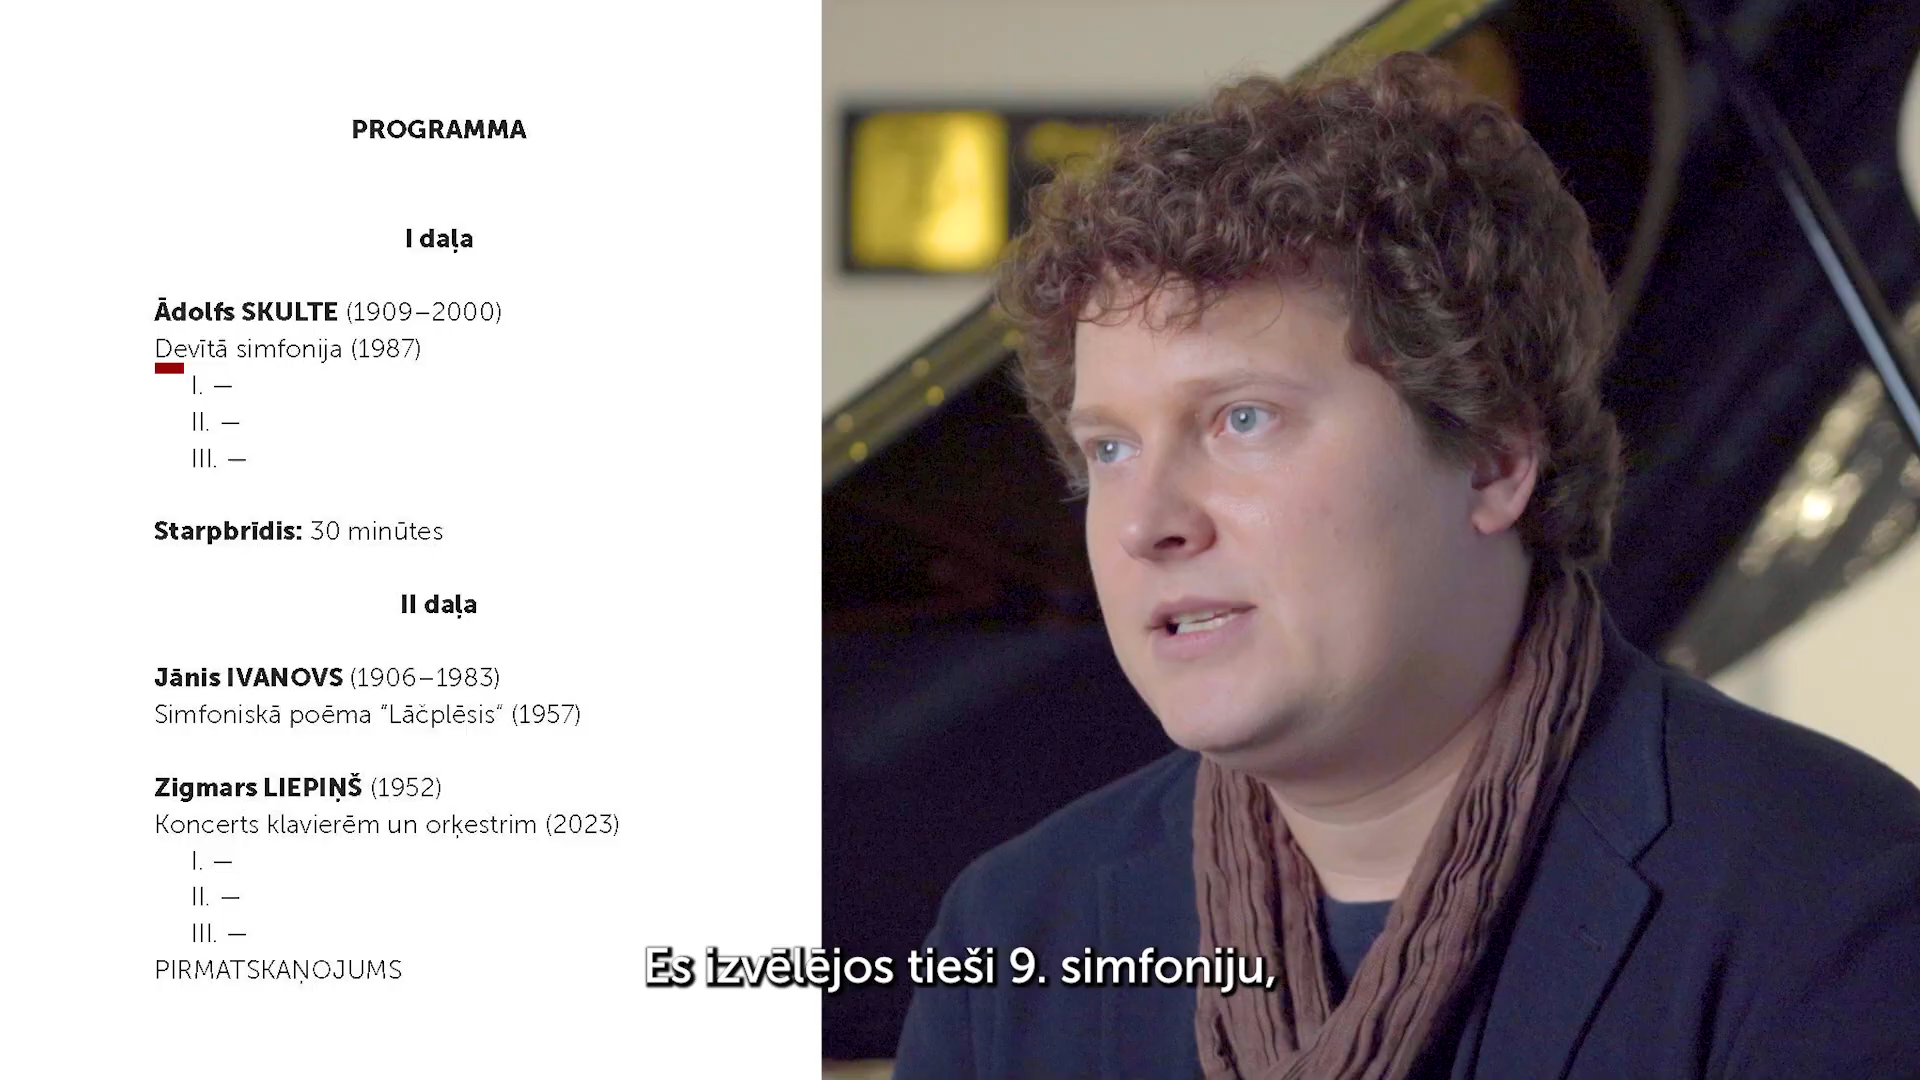 PROGRAMMA
I daļa
Ādolfs SKULTE (1909–2000)
Devītā simfonija (1987)
I. —
II. —
III. —
Starpbrīdis: 30 minūtes
II daļa
Jānis IVANOVS (1906–1983)
Simfoniskā poēma “Lāčplēsis“ (1957)
Zigmars LIEPIŅŠ (1952)
Koncerts klavierēm un orķestrim (2023)
I. —
II. —
III. —
PIRMATSKAŅOJUMS
Es izvēlējos tieši 9. simfoniju,